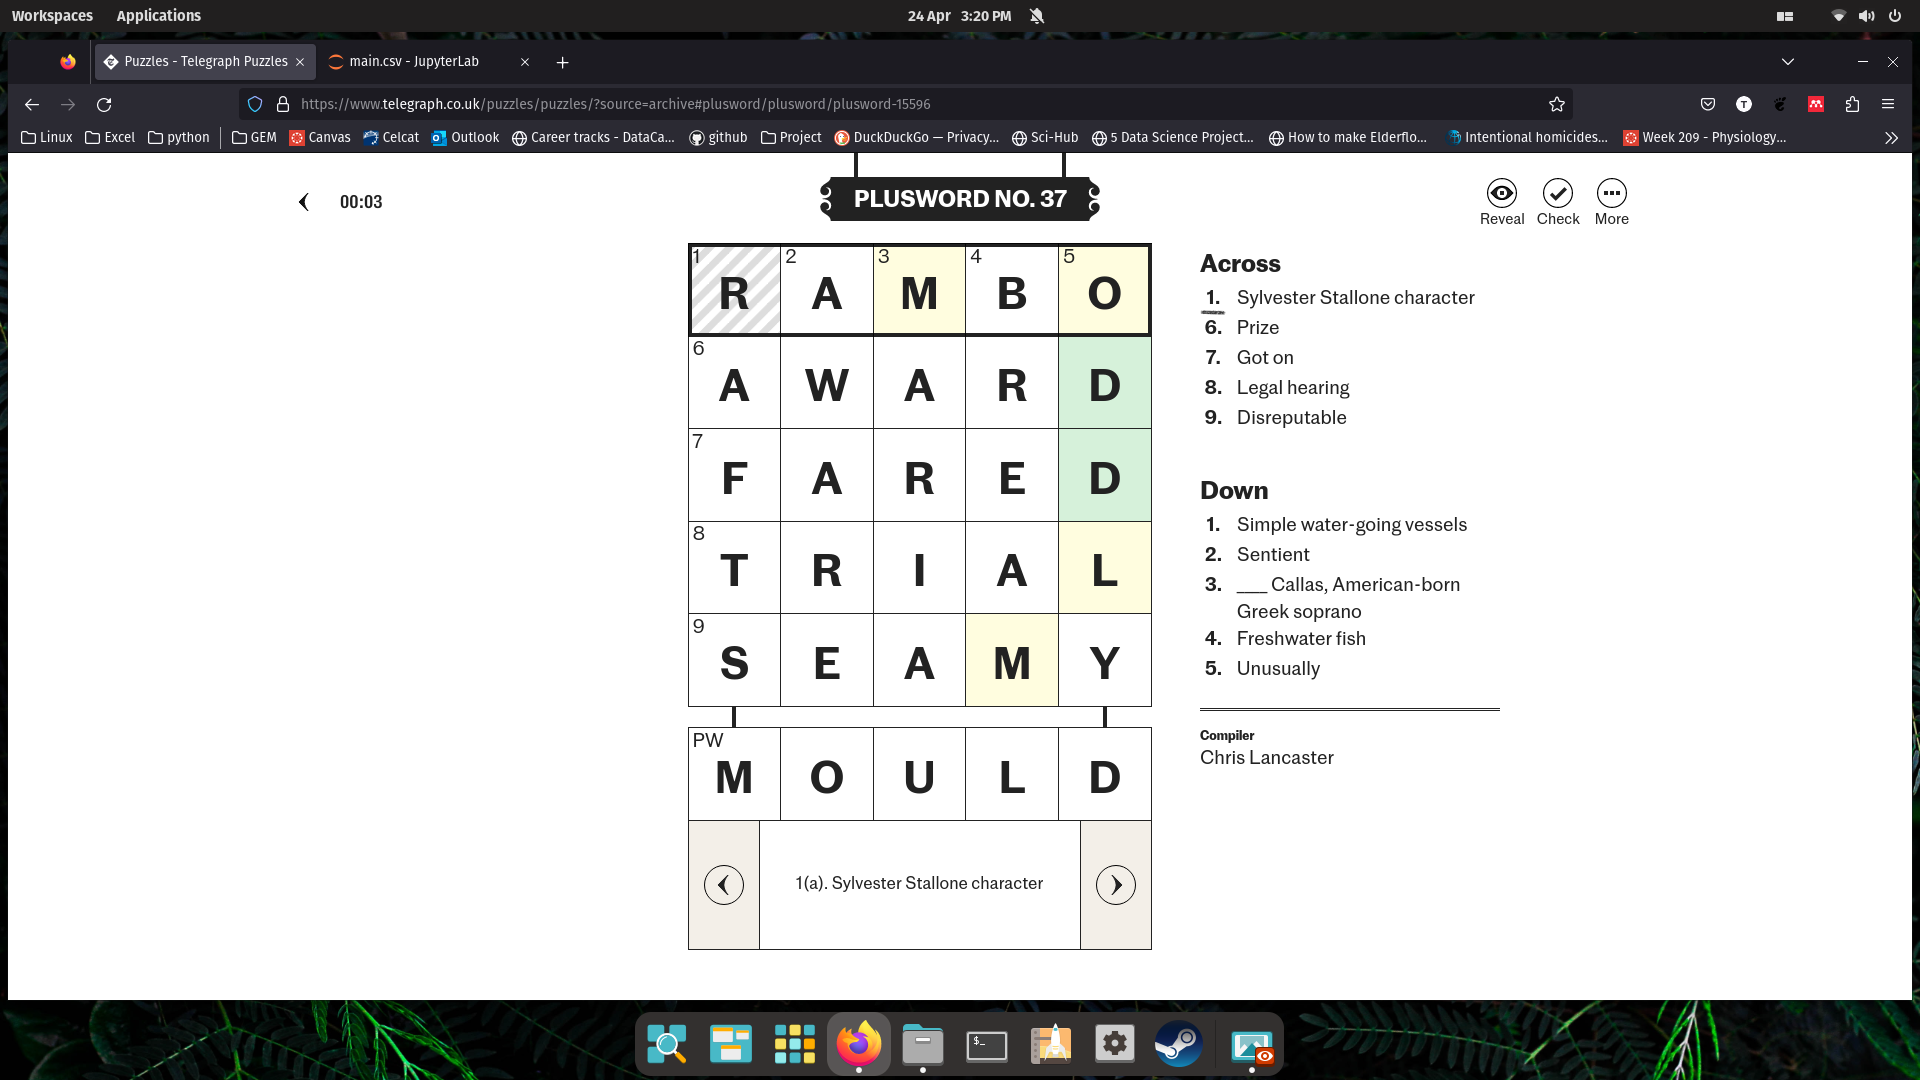 Workspaces Applications 24 Apr 3:20 PM
Puzzles - Telegraph Puzzles main.csv - JupyterLab
https://www.telegraph.co.uk/puzzles/puzzles/?source=archive#plusword/plusword/plusword-15596
Linux Excel python GEM Canvas Celcat Outlook Career tracks - DataCa... github Project DuckDuckGo — Privacy... Sci-Hub 5 Data Science Project... How to make Elderflo... Intentional homicides... Week 209 - Physiology...
00:03
PLUSWORD NO. 37
Reveal Check More
1 R 2 A 3 M 4 B 5 O
6 A W A R D
7 F A R E D
8 T R I A L
9 S E A M Y
PW M O U L D
1(a). Sylvester Stallone character
Across
1. Sylvester Stallone character
6. Prize
7. Got on
8. Legal hearing
9. Disreputable
Down
1. Simple water-going vessels
2. Sentient
3. ___ Callas, American-born
Greek soprano
4. Freshwater fish
5. Unusually
Compiler
Chris Lancaster